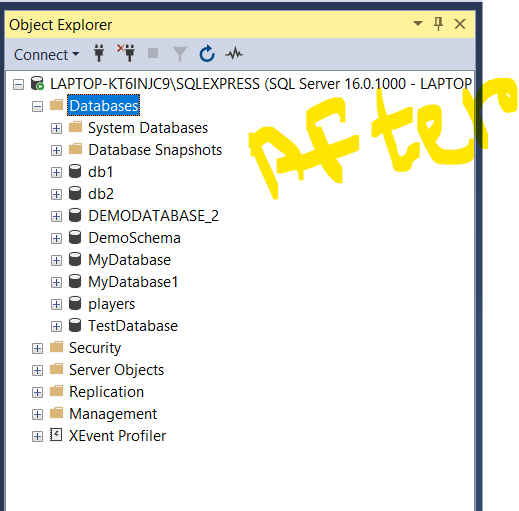 Object Explorer
Connect
LAPTOP-KT6INJC9\SQLEXPRESS (SQL Server 16.0.1000 - LAPTOP
Databases
System Databases
After
Database Snapshots
db1
db2
DEMODATABASE_2
DemoSchema
MyDatabase
MyDatabase1
players
TestDatabase
Security
Server Objects
Replication
Management
XEvent Profiler